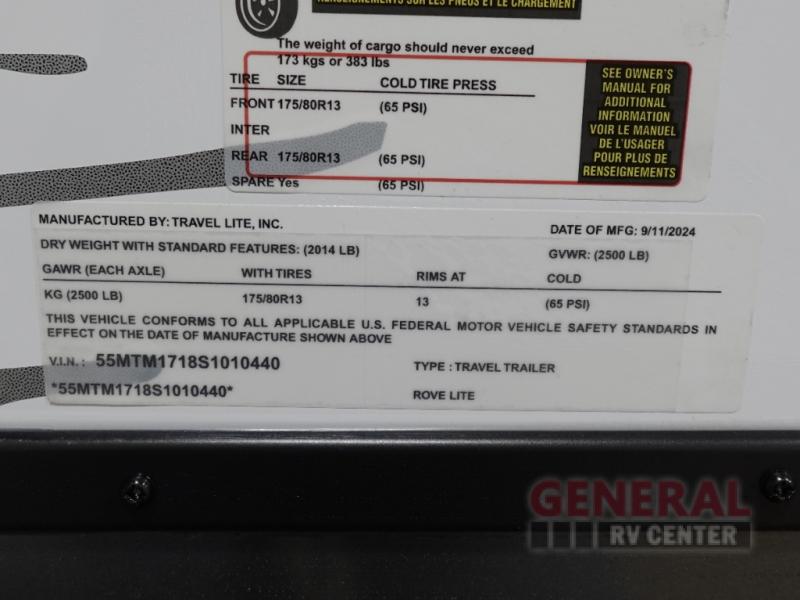 RENSEIGNEMENTS SUR LES PNEUS ET LE CHARGEMENT
The weight of cargo should never exceed
173 kgs or 383 lbs
TIRE SIZE COLD TIRE PRESS
FRONT 175/80R13 (65 PSI)
INTER
REAR 175/80R13 (65 PSI)
SPARE Yes (65 PSI)
SEE OWNER'S
MANUAL FOR
ADDITIONAL
INFORMATION
VOIR LE MANUEL
DE L'USAGER
POUR PLUS DE
RENSEIGNEMENTS
MANUFACTURED BY: TRAVEL LITE, INC. DATE OF MFG: 9/11/2024
DRY WEIGHT WITH STANDARD FEATURES: (2014 LB) GVWR: (2500 LB)
GAWR (EACH AXLE) WITH TIRES RIMS AT COLD
KG (2500 LB) 175/80R13 13 (65 PSI)
THIS VEHICLE CONFORMS TO ALL APPLICABLE U.S. FEDERAL MOTOR VEHICLE SAFETY STANDARDS IN
EFFECT ON THE DATE OF MANUFACTURE SHOWN ABOVE
V.I.N. : 55MTM1718S1010440 TYPE : TRAVEL TRAILER
*55MTM1718S1010440* ROVE LITE
GENERAL
RV CENTER